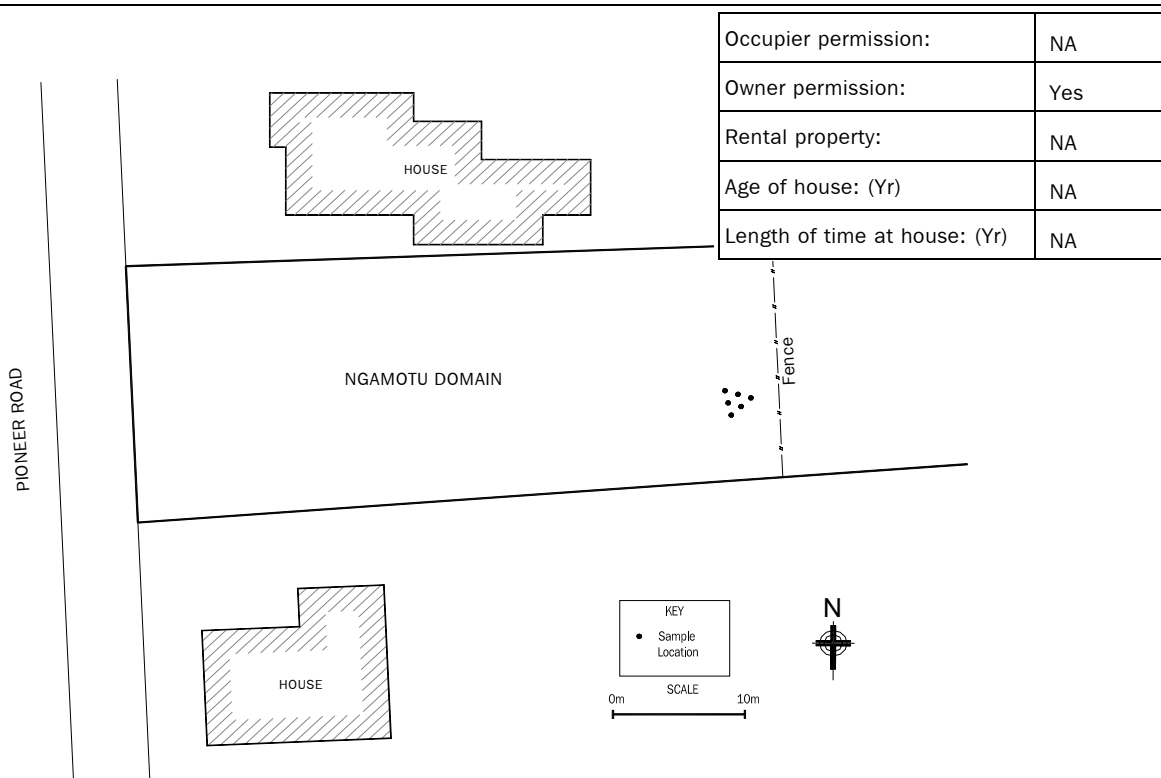 Occupier permission: NA
Owner permission: Yes
Rental property: NA
Age of house: (Yr) NA
Length of time at house: (Yr) NA
HOUSE
PIONEER ROAD
NGAMOTU DOMAIN
Fence
HOUSE
KEY
Sample
Location
SCALE
0m 10m
N